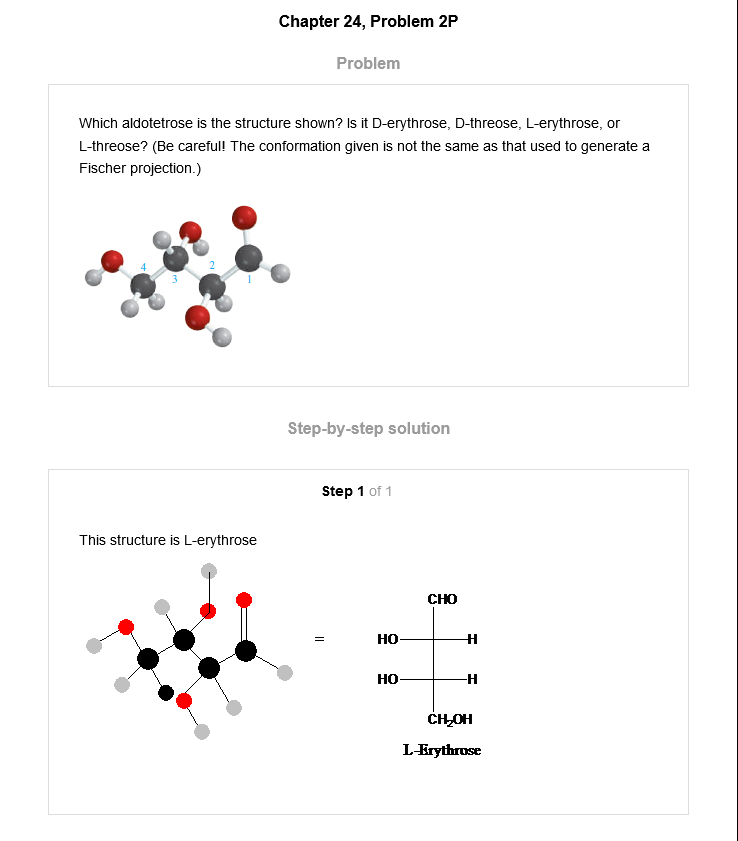 Chapter 24, Problem 2P
Problem
Which aldotetrose is the structure shown? Is it D-erythrose, D-threose, L-erythrose, or
L-threose? (Be careful! The conformation given is not the same as that used to generate a
Fischer projection.)
4
3
2
1
Step-by-step solution
Step 1 of 1
This structure is L-erythrose
CHO
= HO H
HO H
CH₂OH
L-Erythrose